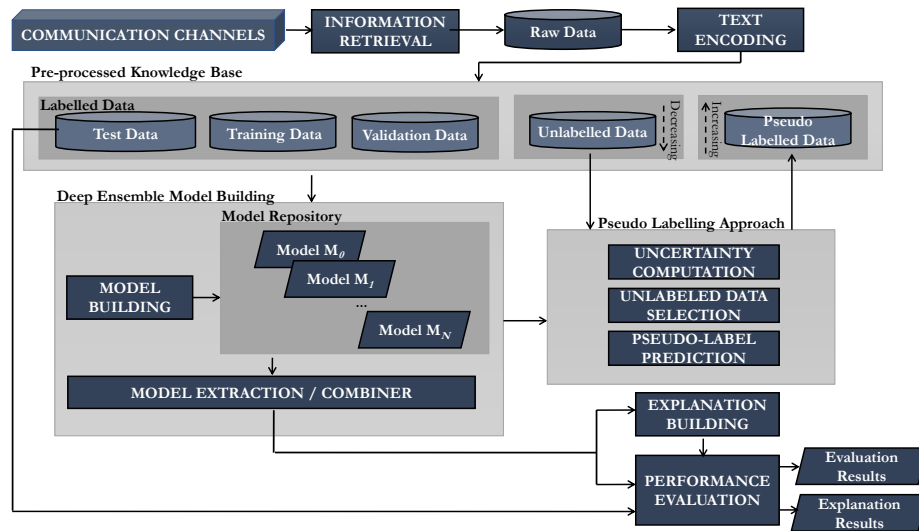 COMMUNICATION CHANNELS
INFORMATION
RETRIEVAL
Raw Data
TEXT
ENCODING
Pre-processed Knowledge Base
Labelled Data
Test Data
Training Data
Validation Data
Unlabelled Data
Decreasing
Increasing
Pseudo
Labelled Data
Deep Ensemble Model Building
Model Repository
Model M0
Model M1
...
Model MN
MODEL
BUILDING
MODEL EXTRACTION / COMBINER
Pseudo Labelling Approach
UNCERTAINTY
COMPUTATION
UNLABELED DATA
SELECTION
PSEUDO-LABEL
PREDICTION
EXPLANATION
BUILDING
PERFORMANCE
EVALUATION
Evaluation
Results
Explanation
Results